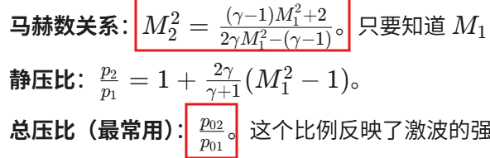 马赫数关系：$M_2^2 = \frac{(\gamma-1)M_1^2+2}{2\gamma M_1^2-(\gamma-1)}$。只要知道 $M_1$
静压比：$\frac{p_2}{p_1} = 1 + \frac{2\gamma}{\gamma+1}(M_1^2 - 1)$。
总压比（最常用）：$\frac{p_{02}}{p_{01}}$。这个比例反映了激波的强